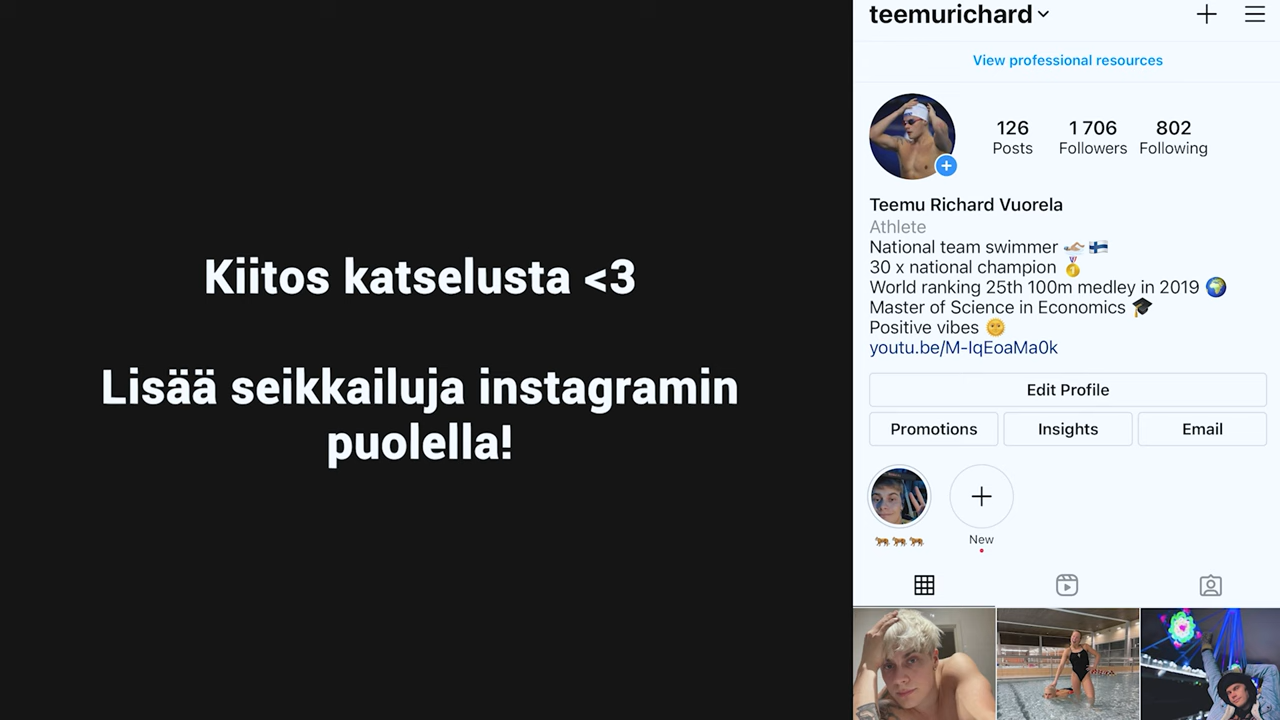 Kiitos katselusta <3
Lisää seikkailuja instagramin
puolella!
teemurichard
View professional resources
126 1 706 802
Posts Followers Following
Teemu Richard Vuorela
Athlete
National team swimmer
30 x national champion
World ranking 25th 100m medley in 2019
Master of Science in Economics
Positive vibes
youtu.be/M-IqEoaMa0k
Edit Profile
Promotions Insights Email
New